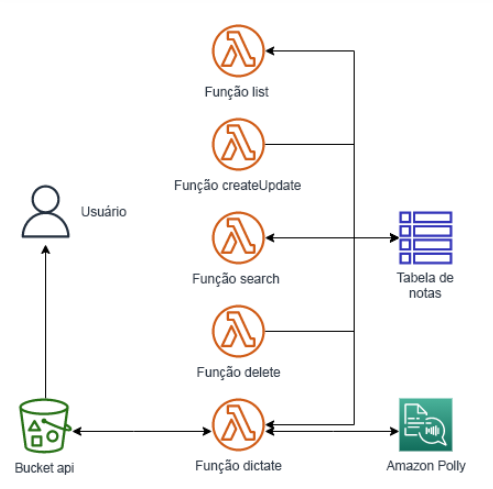 Função list
Função createUpdate
Usuário
Função search
Tabela de
notas
Função delete
Bucket api
Função dictate
Amazon Polly